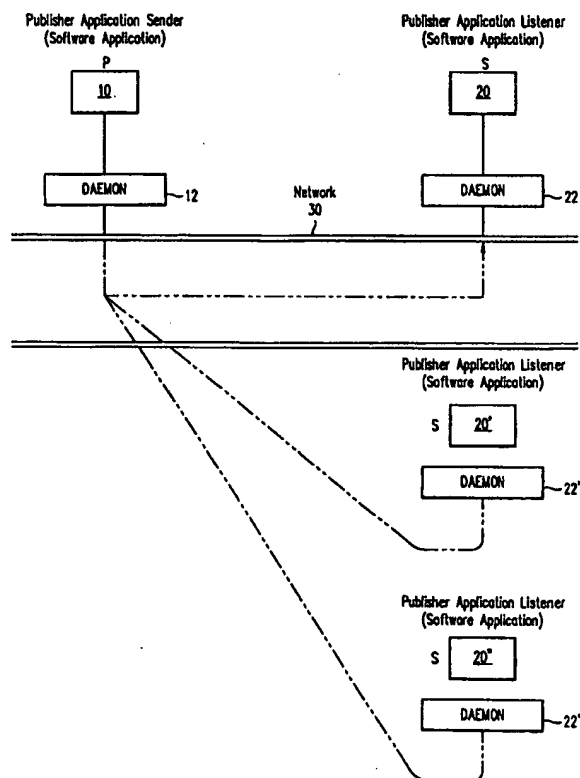 Publisher Application Sender
(Software Application)
P
10
DAEMON
12
Publisher Application Listener
(Software Application)
S
20
DAEMON
22
Network
30
Publisher Application Listener
(Software Application)
S
20'
DAEMON
22'
Publisher Application Listener
(Software Application)
S
20"
DAEMON
22'